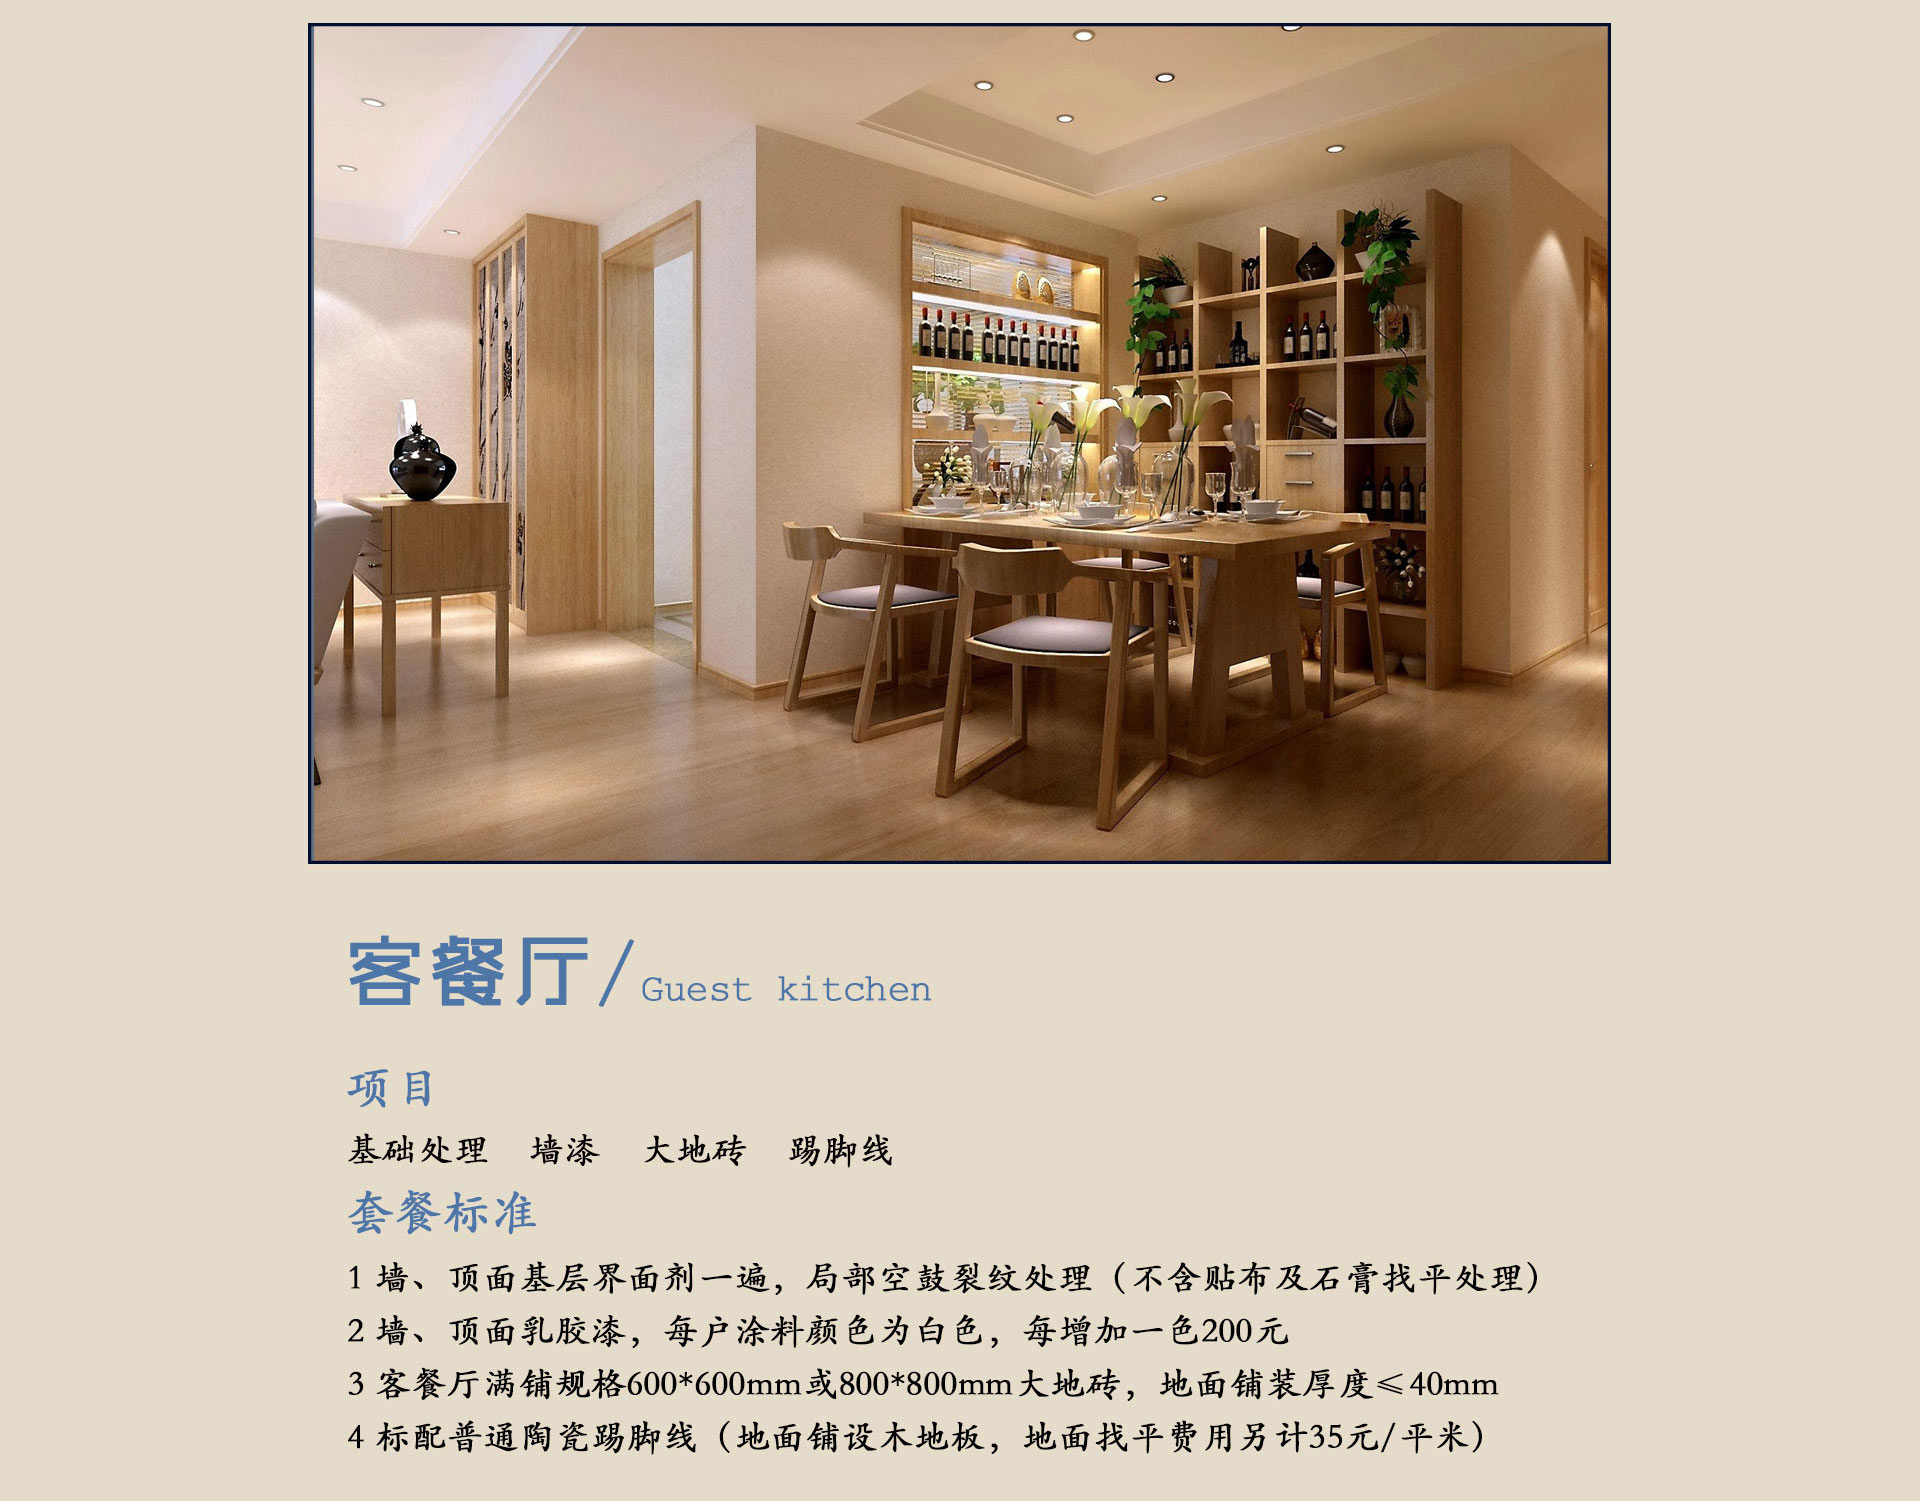 客餐厅/Guest kitchen
项目
基础处理 墙漆 大地砖 踢脚线
套餐标准
1 墙、顶面基层界面剂一遍，局部空鼓裂纹处理（不含贴布及石膏找平处理）
2 墙、顶面乳胶漆，每户涂料颜色为白色，每增加一色200元
3 客餐厅满铺规格600*600mm或800*800mm大地砖，地面铺装厚度≤40mm
4 标配普通陶瓷踢脚线（地面铺设木地板，地面找平费用另计35元/平米）